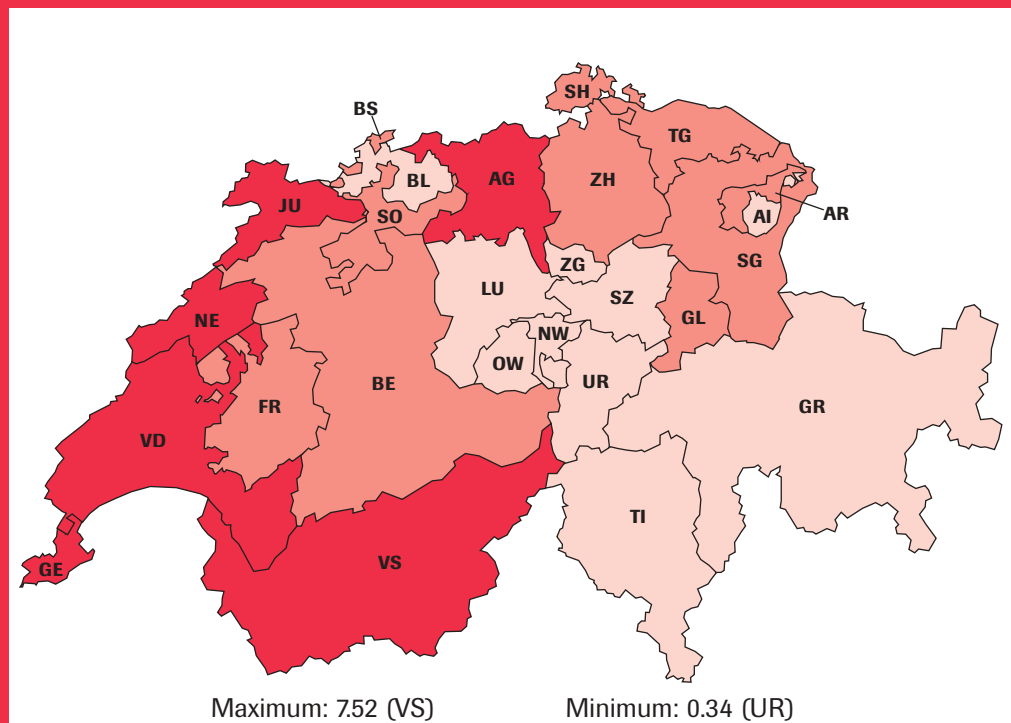 SH
BS
TG
BL
AG
ZH
JU
SO
AI
AR
ZG
SG
LU
SZ
NE
GL
NW
OW
BE
UR
FR
GR
VD
TI
VS
GE
Maximum: 7.52 (VS) Minimum: 0.34 (UR)